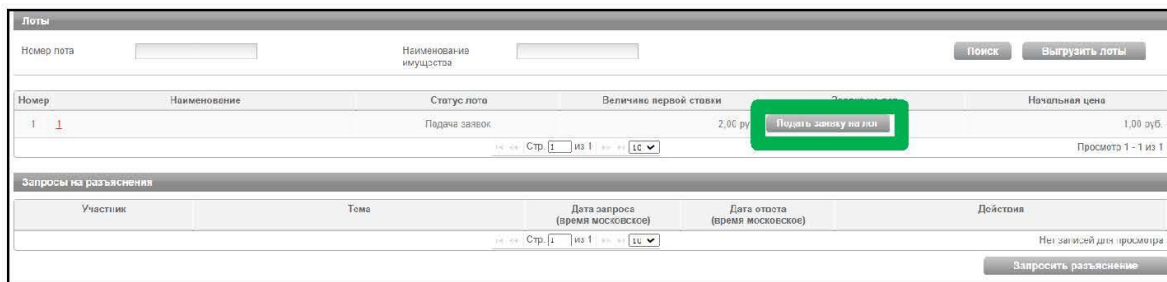 Лоты
Номер лота
Наименование
имущества
Поиск
Выгрузить лоты
Номер Наименование Статус лота Величина первой ставки Начальная цена
1 1 Подача заявок 2,00 ру Подать заявку на лот 1,00 руб.
Стр. 1 из 1 10 Просмотр 1 - 1 из 1
Запросы на разъяснения
Участник Тема Дата запроса
(время московское) Дата ответа
(время московское) Действия
Стр. 1 из 1 10 Нет записей для просмотра
Запросить разъяснение